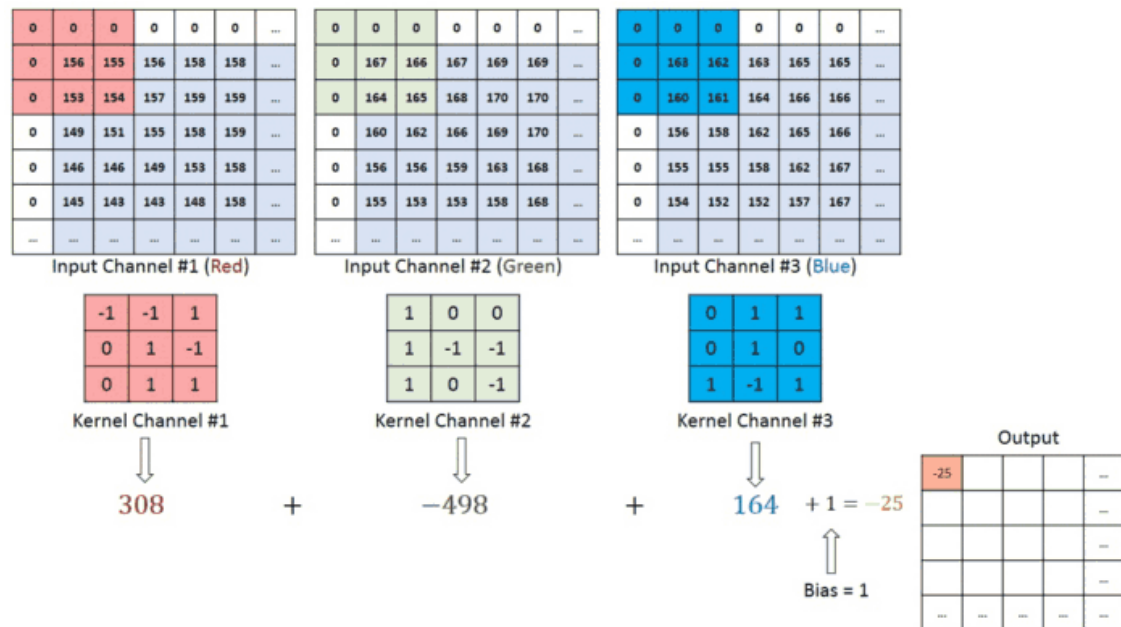 0 0 0 0 0 0 ...
0 156 155 156 158 158 ...
0 153 154 157 159 159 ...
0 149 151 155 158 159 ...
0 146 146 149 153 158 ...
0 145 143 143 148 158 ...
... ... ... ... ... ... ...
Input Channel #1 (Red)
0 0 0 0 0 0 ...
0 167 166 167 169 169 ...
0 164 165 168 170 170 ...
0 160 162 166 169 170 ...
0 156 156 159 163 168 ...
0 155 153 153 158 168 ...
... ... ... ... ... ... ...
Input Channel #2 (Green)
0 0 0 0 0 0 ...
0 163 162 163 165 165 ...
0 160 161 164 166 166 ...
0 156 158 162 165 166 ...
0 155 155 158 162 167 ...
0 154 152 152 157 167 ...
... ... ... ... ... ... ...
Input Channel #3 (Blue)
-1 -1 1
0 1 -1
0 1 1
Kernel Channel #1
1 0 0
1 -1 -1
1 0 -1
Kernel Channel #2
0 1 1
0 1 0
1 -1 1
Kernel Channel #3
308 + −498 + 164 + 1 = −25
Bias = 1
Output
-25 ...
...
...
...
... ... ... ... ...